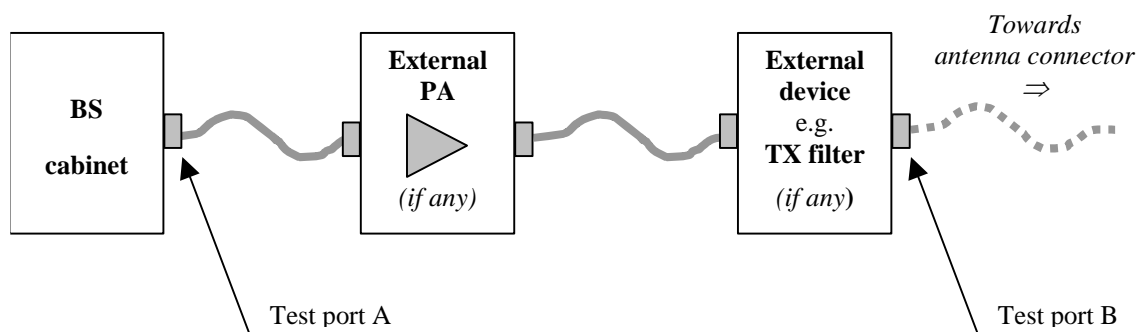 BS
cabinet
External
PA
(if any)
External
device
e.g.
TX filter
(if any)
Towards
antenna connector
⇒
Test port A
Test port B